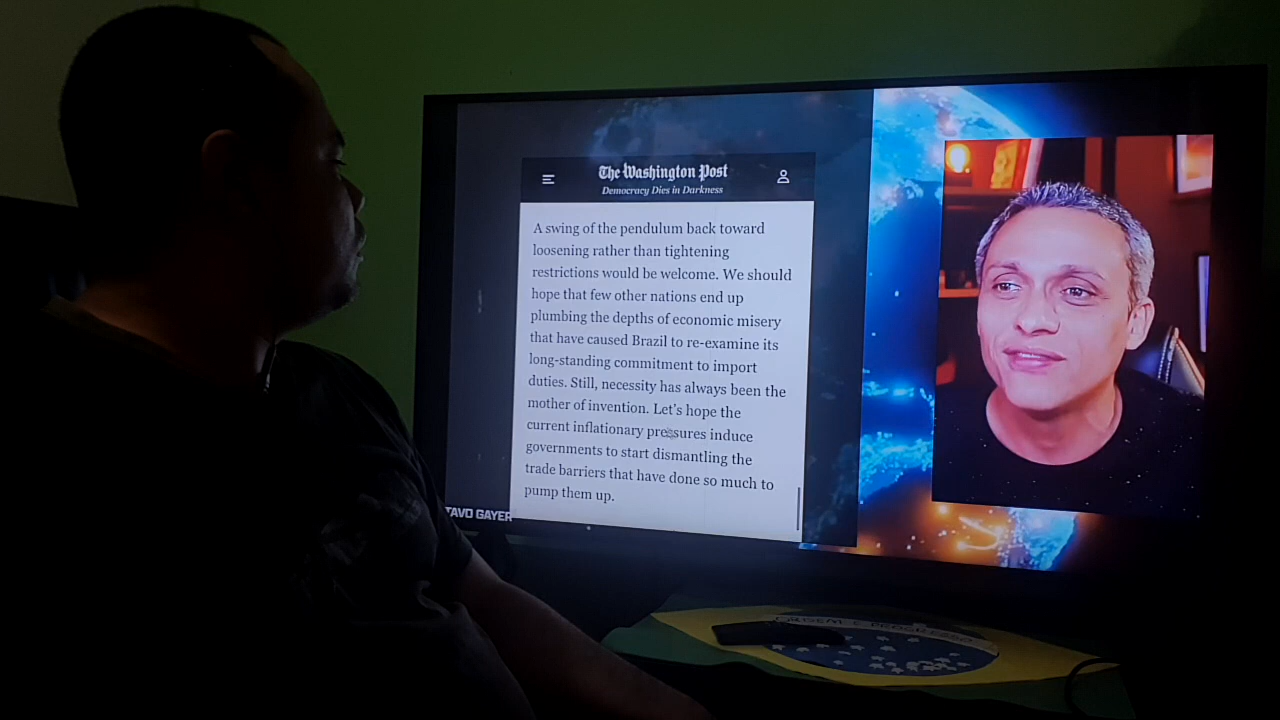 The Washington Post
Democracy Dies in Darkness
A swing of the pendulum back toward
loosening rather than tightening
restrictions would be welcome. We should
hope that few other nations end up
plumbing the depths of economic misery
that have caused Brazil to re-examine its
long-standing commitment to import
duties. Still, necessity has always been the
mother of invention. Let's hope the
current inflationary pressures induce
governments to start dismantling the
trade barriers that have done so much to
pump them up.
TAVO GAYER